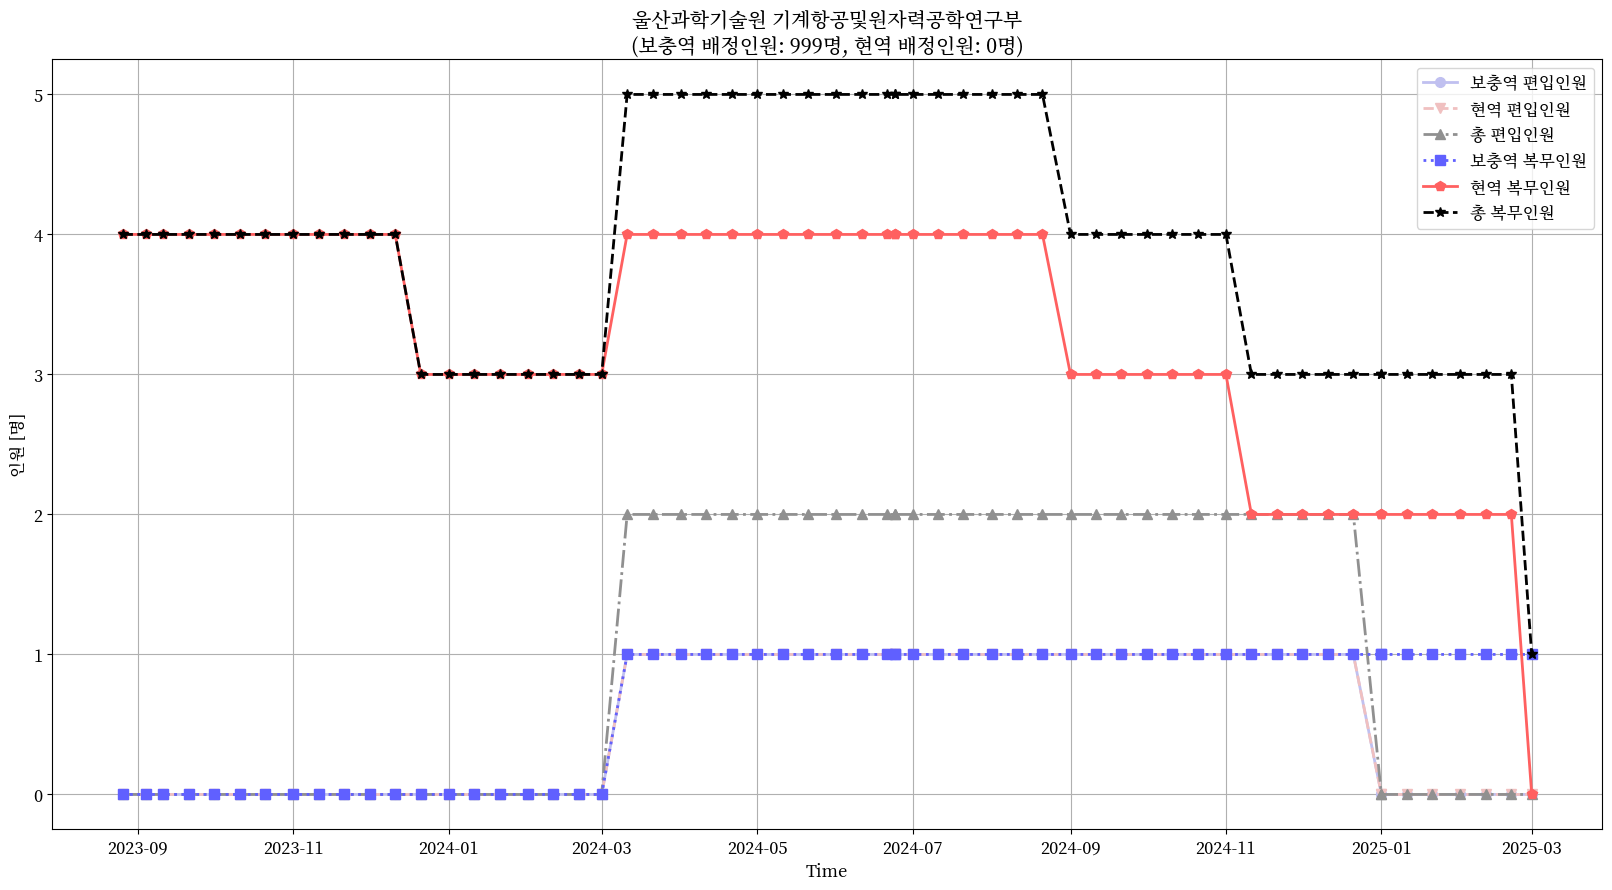 울산과학기술원 기계항공및원자력공학연구부
(보충역 배정인원: 999명, 현역 배정인원: 0명)
보충역 편입인원
현역 편입인원
총 편입인원
보충역 복무인원
현역 복무인원
총 복무인원
인원 [명]
5
4
3
2
1
0
2023-09
2023-11
2024-01
2024-03
2024-05
2024-07
2024-09
2024-11
2025-01
2025-03
Time